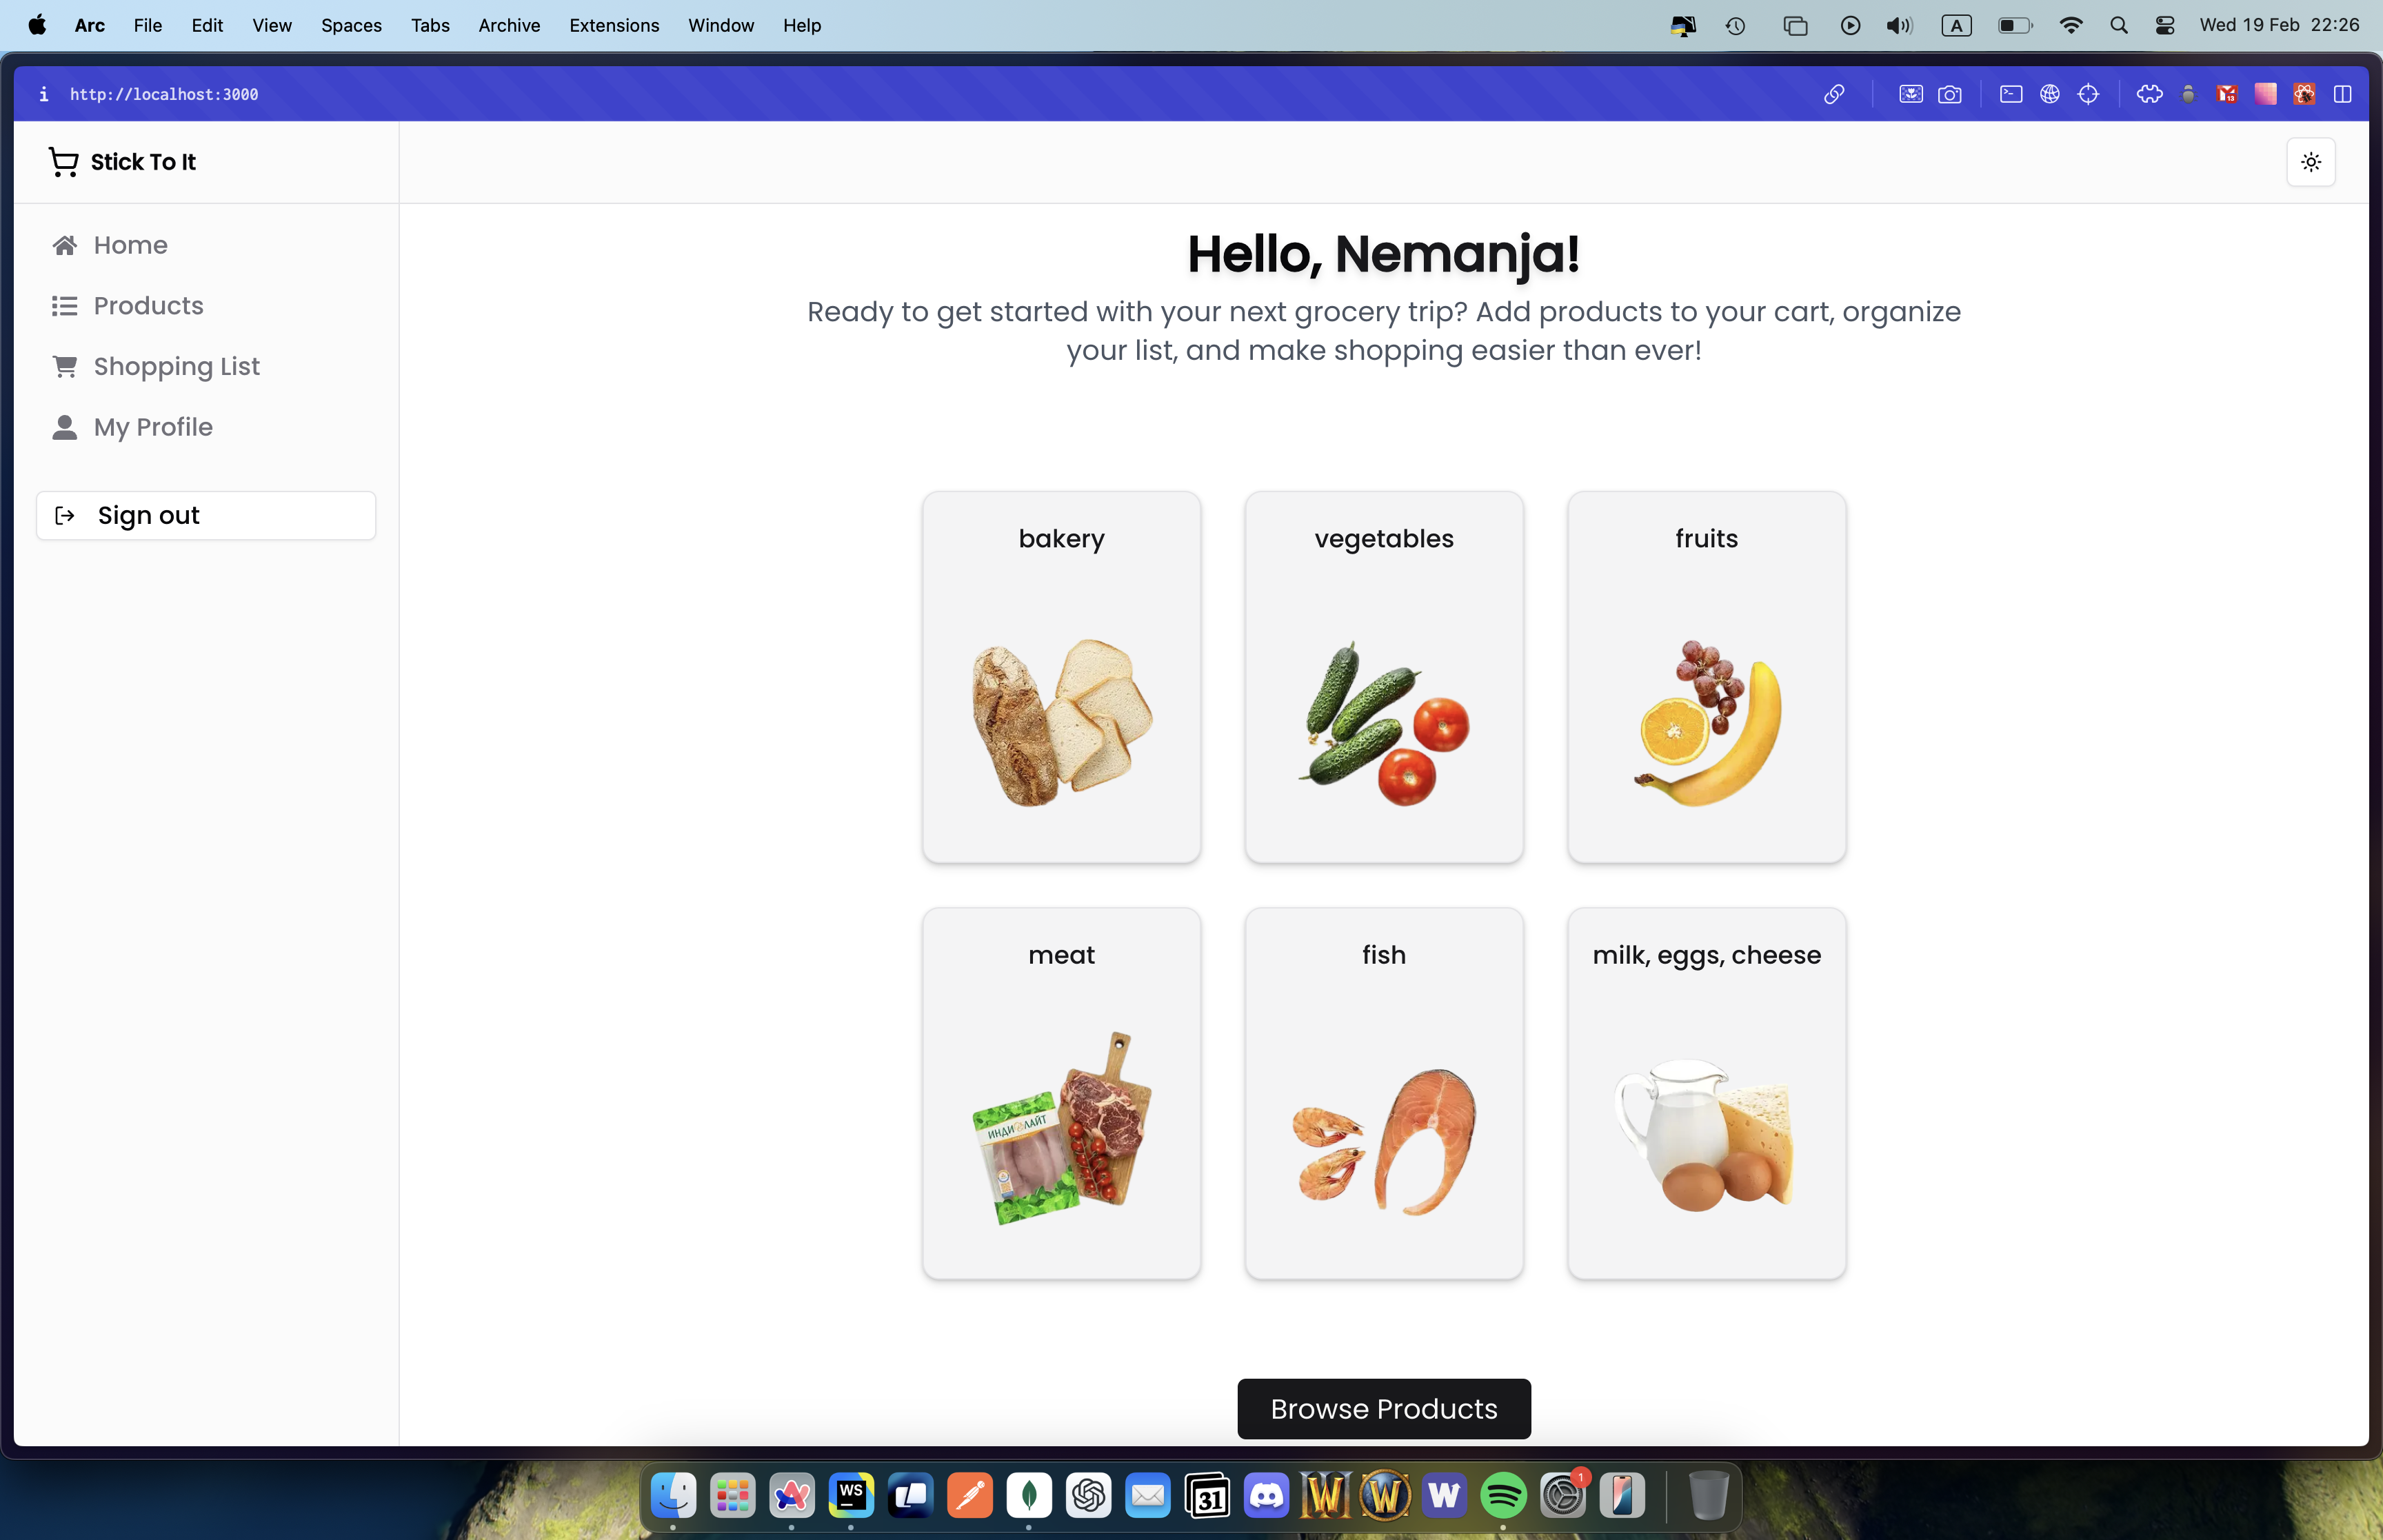 Arc File Edit View Spaces Tabs Archive Extensions Window Help
A
Wed 19 Feb 22:26
http://localhost:3000
13
Stick To It
Home
Products
Shopping List
My Profile
Sign out
Hello, Nemanja!
Ready to get started with your next grocery trip? Add products to your cart, organize
your list, and make shopping easier than ever!
bakery
vegetables
fruits
meat
fish
milk, eggs, cheese
ИНДИЛАЙТ
Browse Products
WS
31
W
W
W
1